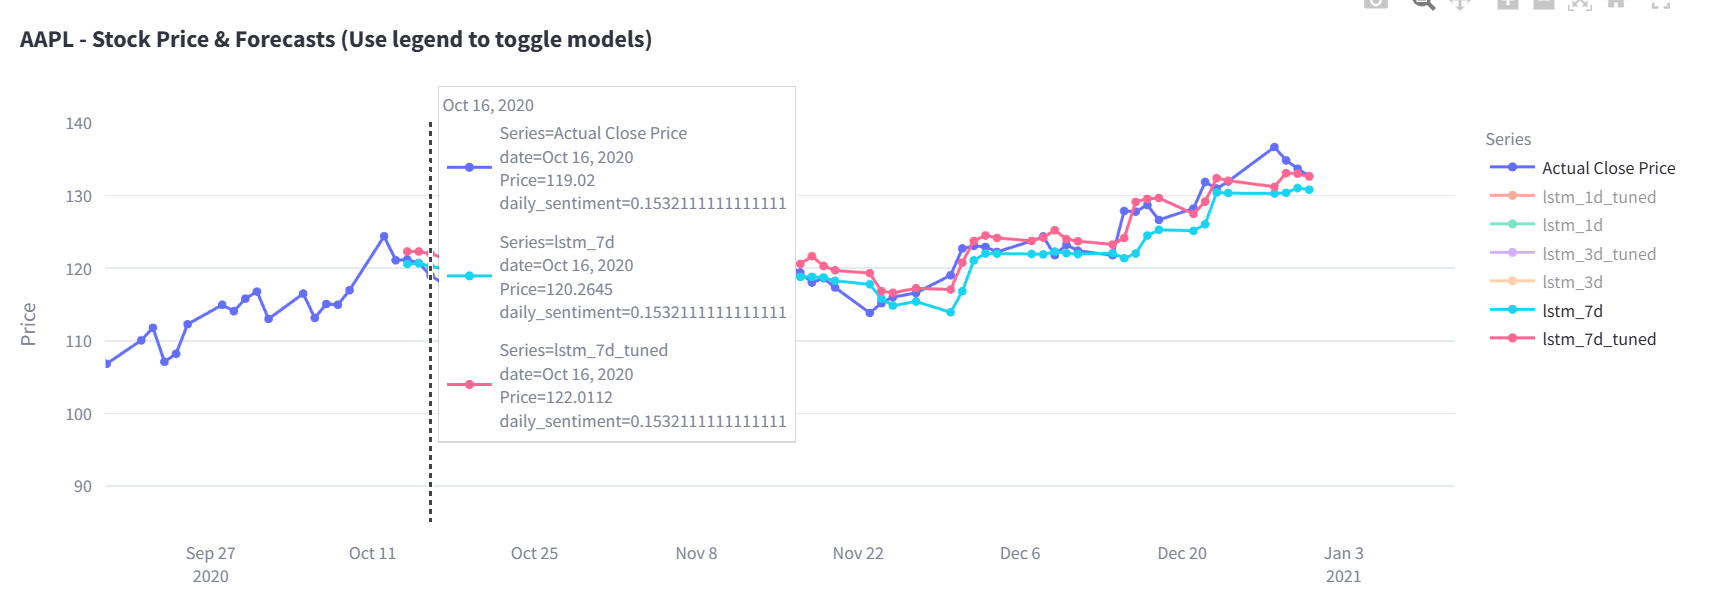 AAPL - Stock Price & Forecasts (Use legend to toggle models)
Oct 16, 2020
Series=Actual Close Price
date=Oct 16, 2020
Price=119.02
daily_sentiment=0.1532111111111111
Series=lstm_7d
date=Oct 16, 2020
Price=120.2645
daily_sentiment=0.1532111111111111
Series=lstm_7d_tuned
date=Oct 16, 2020
Price=122.0112
daily_sentiment=0.1532111111111111
Price
140
130
120
110
100
90
Sep 27
2020
Oct 11
Oct 25
Nov 8
Nov 22
Dec 6
Dec 20
Jan 3
2021
Series
Actual Close Price
lstm_1d_tuned
lstm_1d
lstm_3d_tuned
lstm_3d
lstm_7d
lstm_7d_tuned